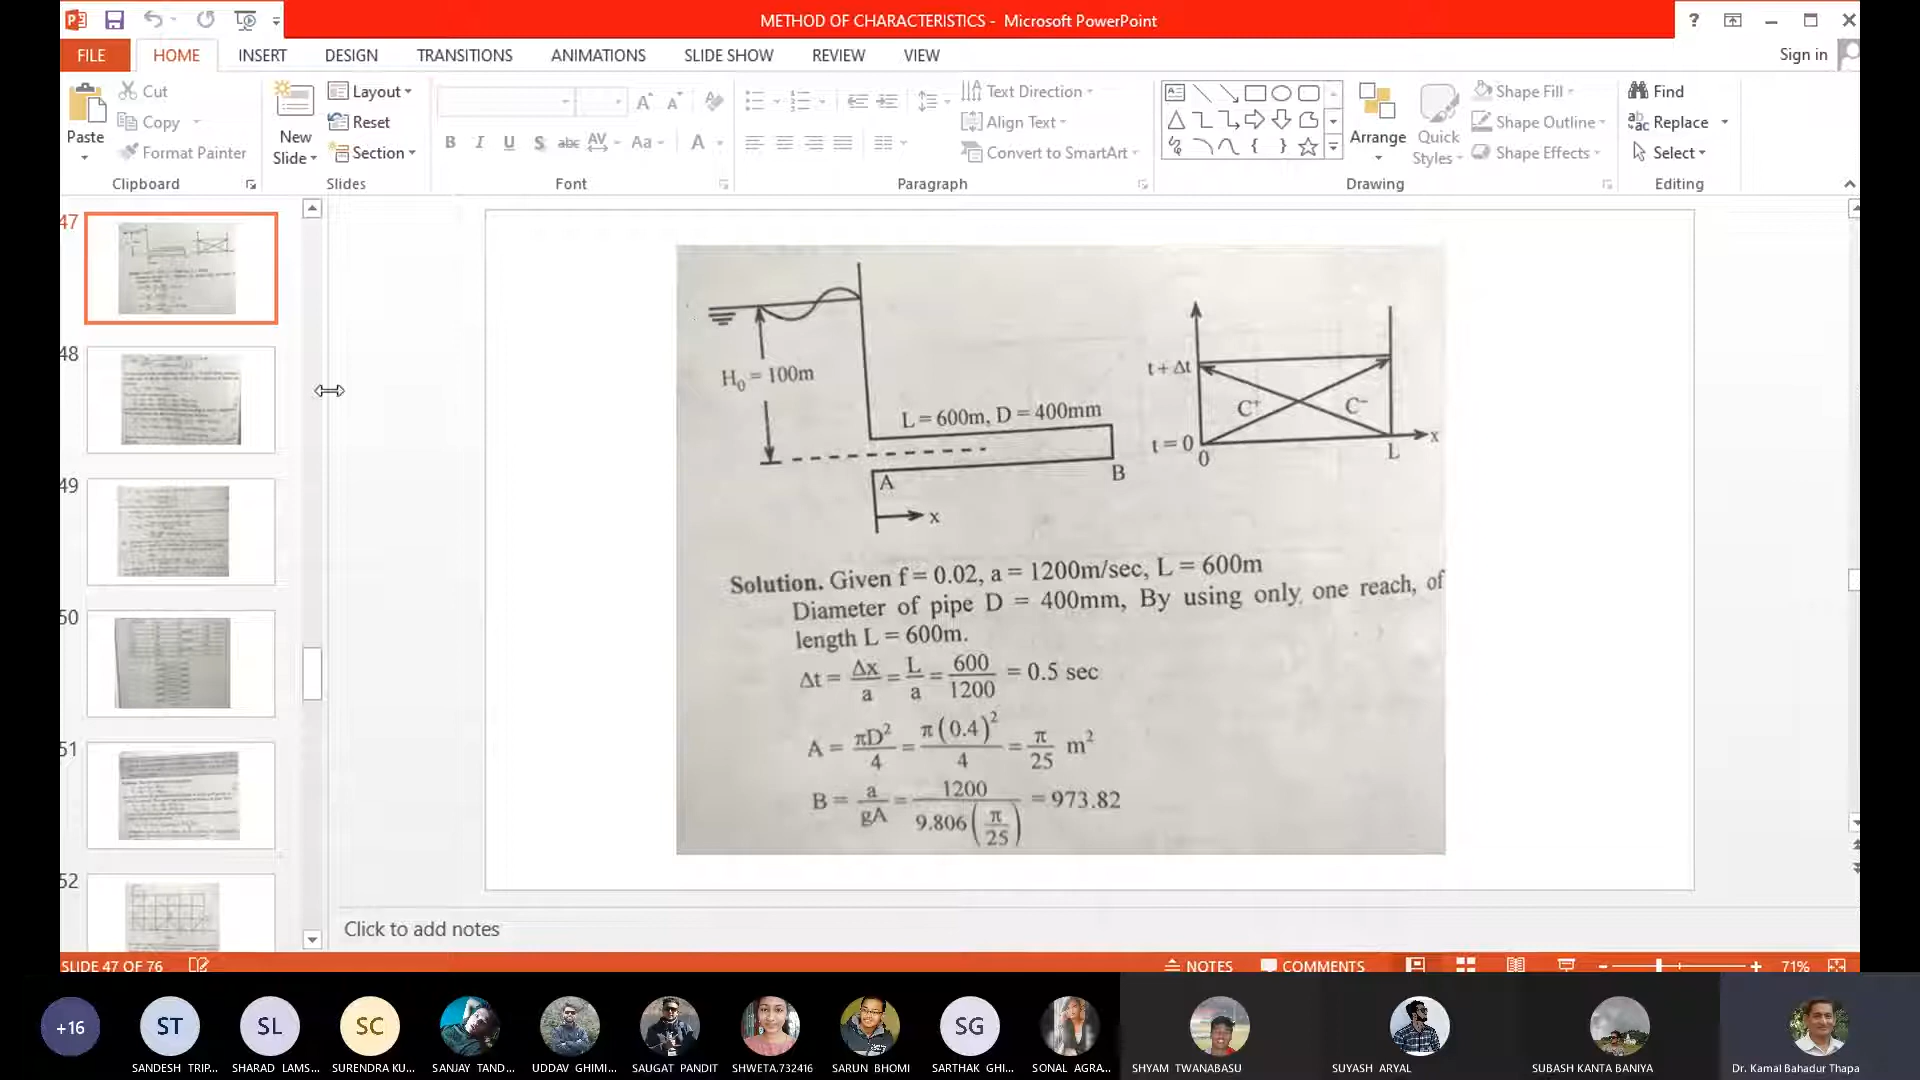 METHOD OF CHARACTERISTICS - Microsoft PowerPoint
?
FILE HOME INSERT DESIGN TRANSITIONS ANIMATIONS SLIDE SHOW REVIEW VIEW Sign in
Cut
Copy
Format Painter
Paste
Clipboard
New Slide
Layout
Reset
Section
Slides
B I U S abc AV Aa A
Font
Text Direction
Align Text
Convert to SmartArt
Paragraph
Arrange
Quick Styles
Shape Fill
Shape Outline
Shape Effects
Drawing
Find
Replace
Select
Editing
47
48
49
50
51
52
H₀ = 100m
L = 600m, D = 400mm
A
B
x
t + Δt
C⁺ C⁻
t = 0
0 L x
Solution. Given f = 0.02, a = 1200m/sec, L = 600m
Diameter of pipe D = 400mm, By using only one reach, of
length L = 600m.
Δt = Δx/a = L/a = 600/1200 = 0.5 sec
A = πD²/4 = π(0.4)²/4 = π/25 m²
B = a/gA = 1200/9.806(π/25) = 973.82
Click to add notes
SLIDE 47 OF 76 NOTES COMMENTS 71%
+16 ST SL SC SG
SANDESH TRIP... SHARAD LAMS... SURENDRA KU... SANJAY TAND... UDDAV GHIMI... SAUGAT PANDIT SHWETA.732416 SARUN BHOMI SARTHAK GHI... SONAL AGRA... SHYAM TWANABASU SUYASH ARYAL SUBASH KANTA BANIYA Dr. Kamal Bahadur Thapa